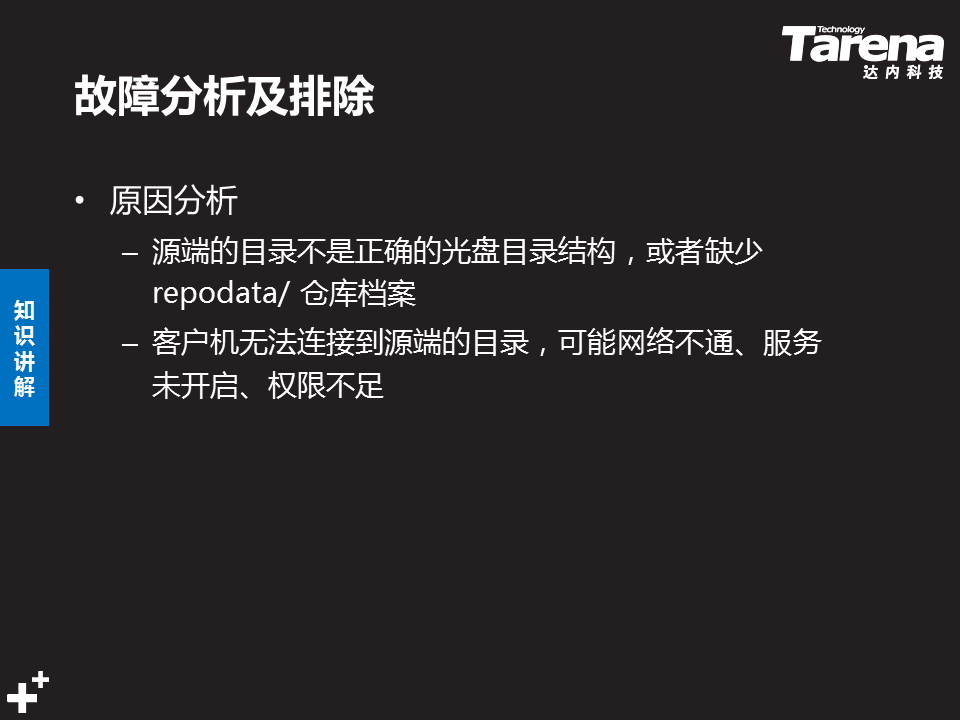 Technology
Tarena
达内科技
故障分析及排除
• 原因分析
– 源端的目录不是正确的光盘目录结构，或者缺少
repodata/ 仓库档案
– 客户机无法连接到源端的目录，可能网络不通、服务
未开启、权限不足
知
识
讲
解